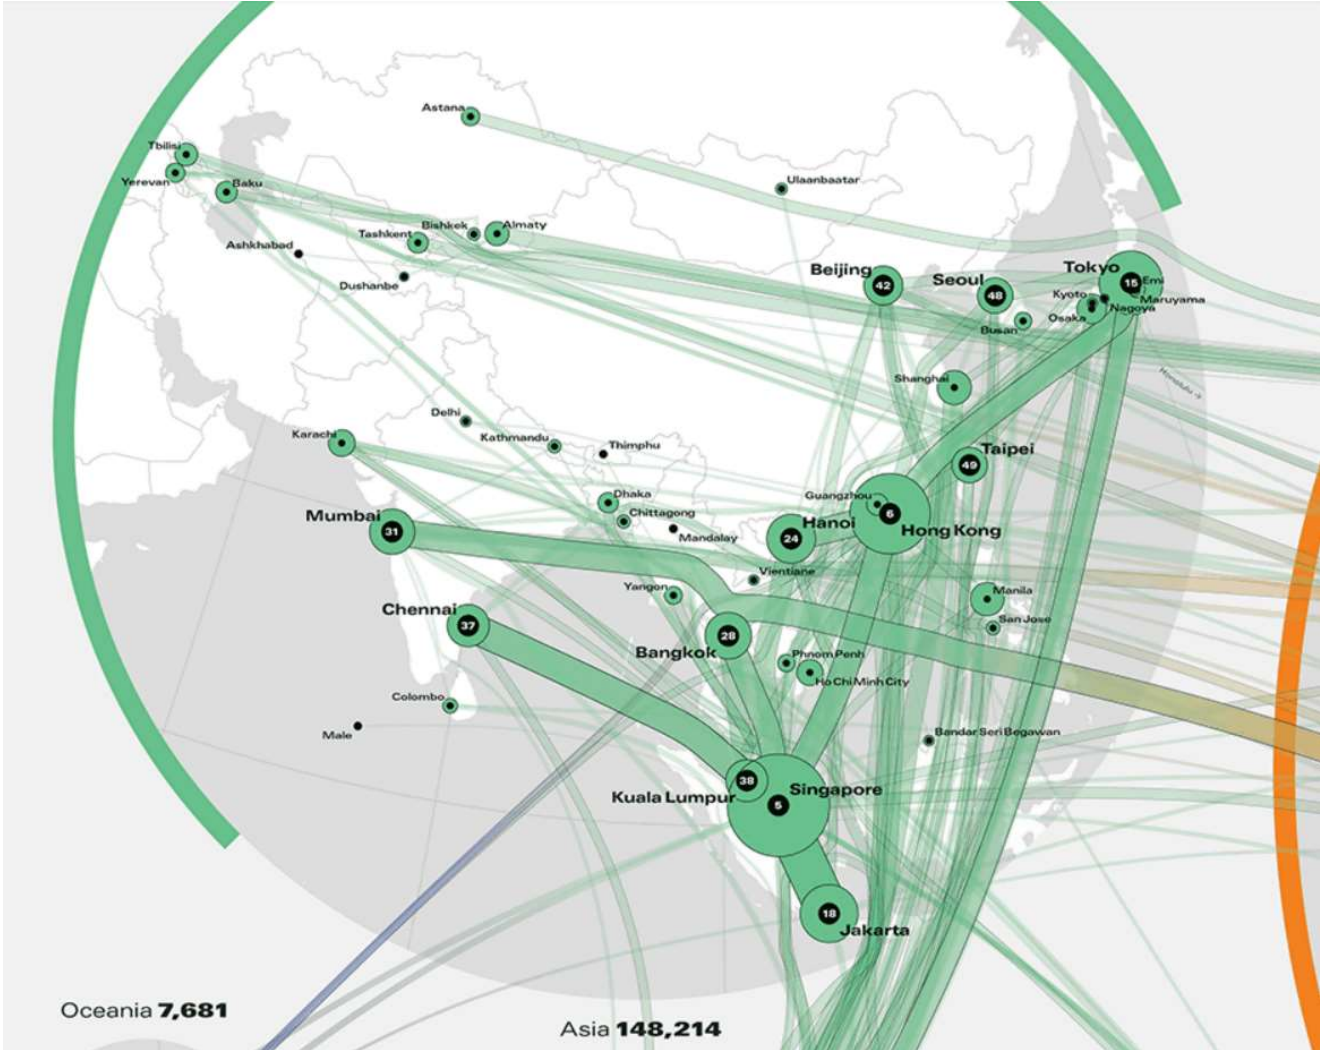 Astana
Tbilisi
Ulaanbaatar
Yerevan
Baku
Bishkek
Almaty
Tashkent
Ashkhabad
Dushanbe
Beijing
42
Seoul
48
Tokyo
15
Emi
Kyoto
Maruyama
Nagoya
Osaka
Busan
Shanghai
Honolulu →
Delhi
Karachi
Kathmandu
Thimphu
Taipei
49
Dhaka
Guangzhou
Mumbai
31
Chittagong
Hanoi
24
6
Hong Kong
Mandalay
Vientiane
Yangon
Manila
Chennai
37
San Jose
28
Bangkok
Phnom Penh
Ho Chi Minh City
Colombo
Male
Bandar Seri Begawan
38
Kuala Lumpur
Singapore
5
18
Jakarta
Oceania 7,681
Asia 148,214